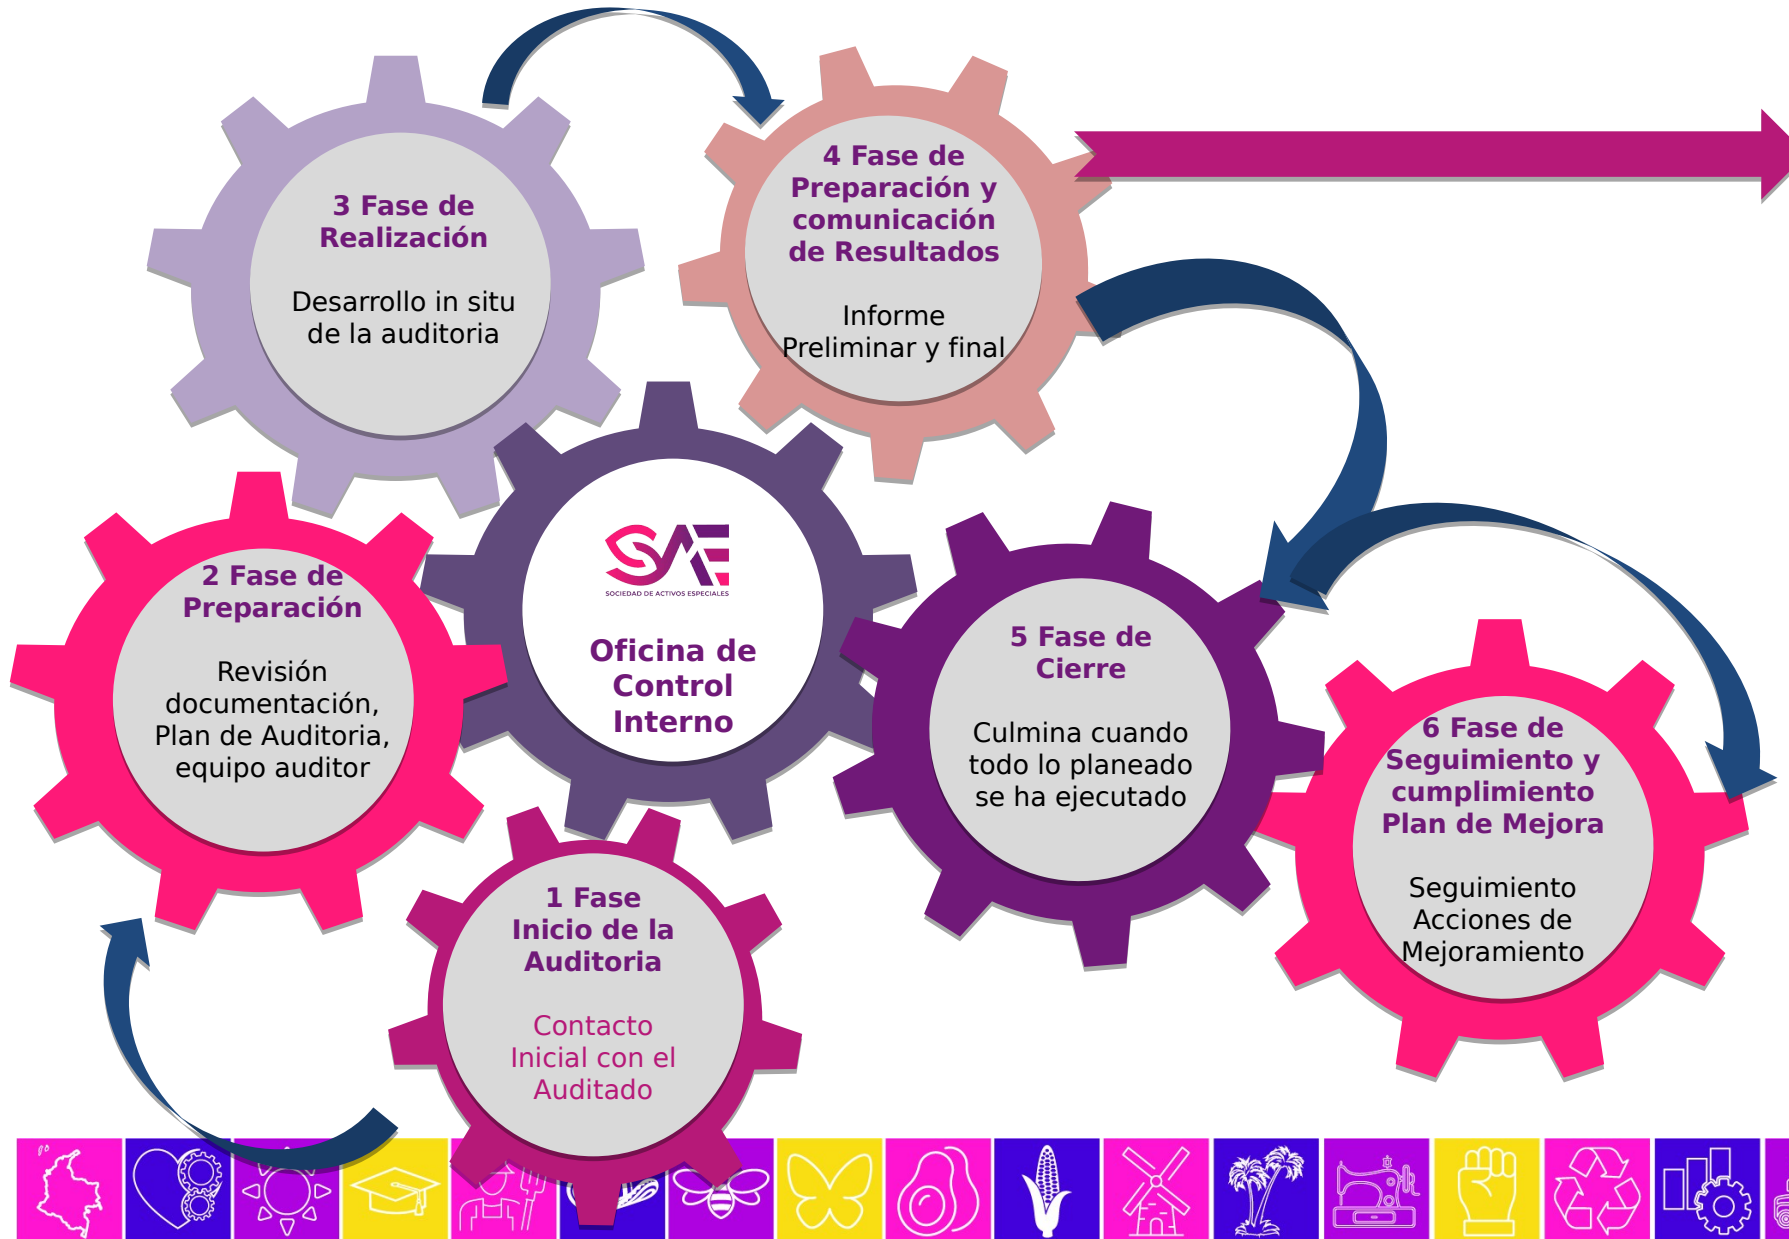 3 Fase de
Realización
Desarrollo in situ
de la auditoria
4 Fase de
Preparación y
comunicación
de Resultados
Informe
Preliminar y final
2 Fase de
Preparación
Revisión
documentación,
Plan de Auditoria,
equipo auditor
SAE
SOCIEDAD DE ACTIVOS ESPECIALES
Oficina de
Control
Interno
5 Fase de
Cierre
Culmina cuando
todo lo planeado
se ha ejecutado
6 Fase de
Seguimiento y
cumplimiento
Plan de Mejora
Seguimiento
Acciones de
Mejoramiento
1 Fase
Inicio de la
Auditoria
Contacto
Inicial con el
Auditado